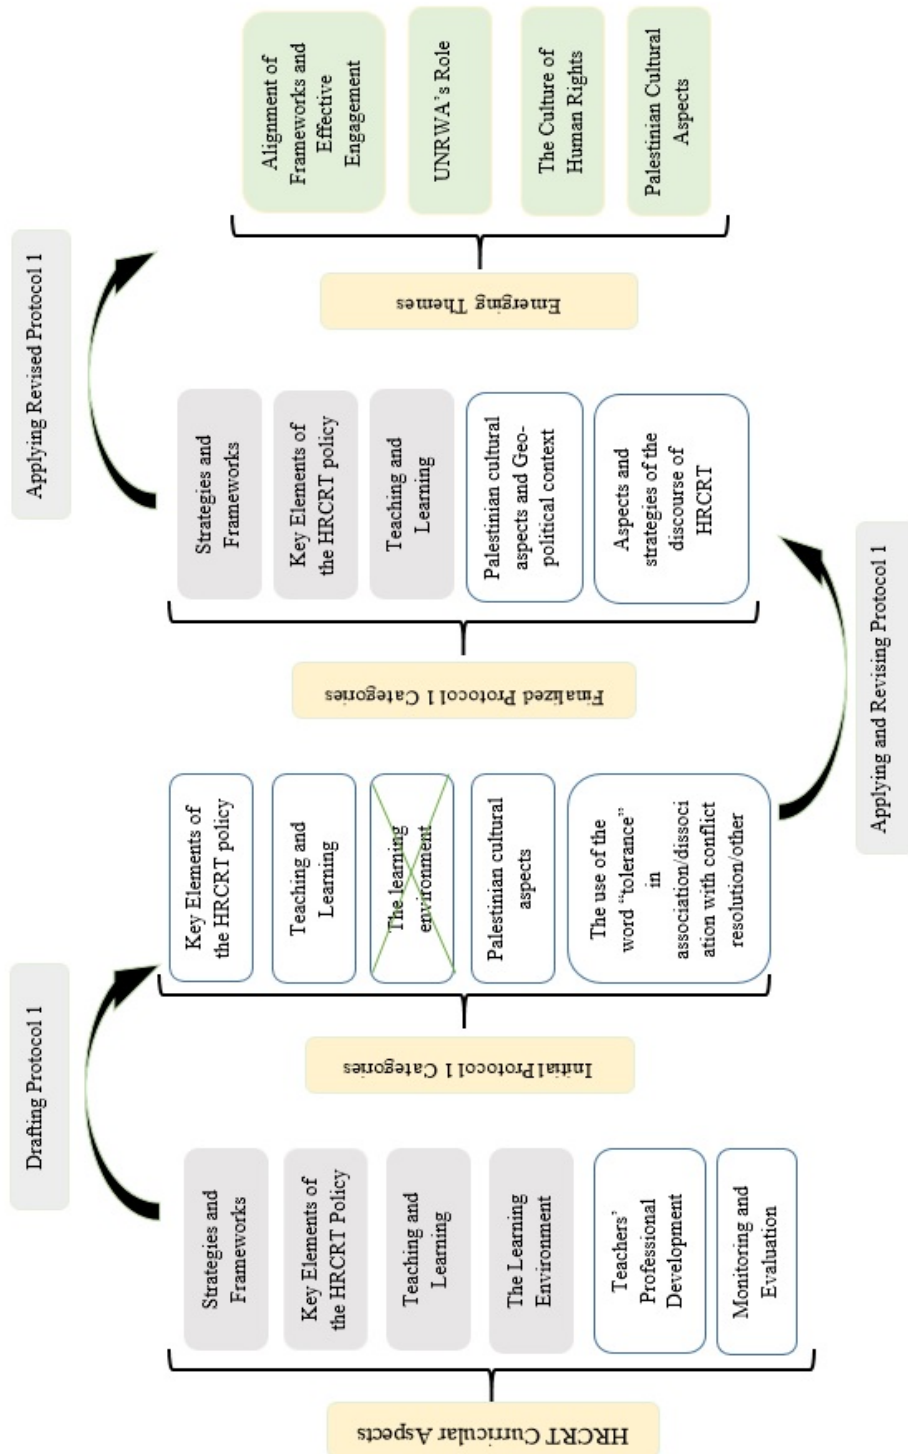 Drafting Protocol 1
Applying Revised Protocol 1
HRCRT Curricular Aspects
Strategies and
Frameworks
Key Elements of
the HRCRT Policy
Teaching and
Learning
The Learning
Environment
Teachers’
Professional
Development
Monitoring and
Evaluation
Initial Protocol 1 Categories
Key Elements of
the HRCRT policy
Teaching and
Learning
The learning
environment
Palestinian cultural
aspects
The use of the
word “tolerance”
in
association/dissoci
ation with conflict
resolution/other
Finalized Protocol 1 Categories
Strategies and
Frameworks
Key Elements of
the HRCRT policy
Teaching and
Learning
Palestinian cultural
aspects and Geo-
political context
Aspects and
strategies of the
discourse of
HRCRT
Emerging Themes
Alignment of
Frameworks and
Effective
Engagement
UNRWA’s Role
The Culture of
Human Rights
Palestinian Cultural
Aspects
Applying and Revising Protocol 1